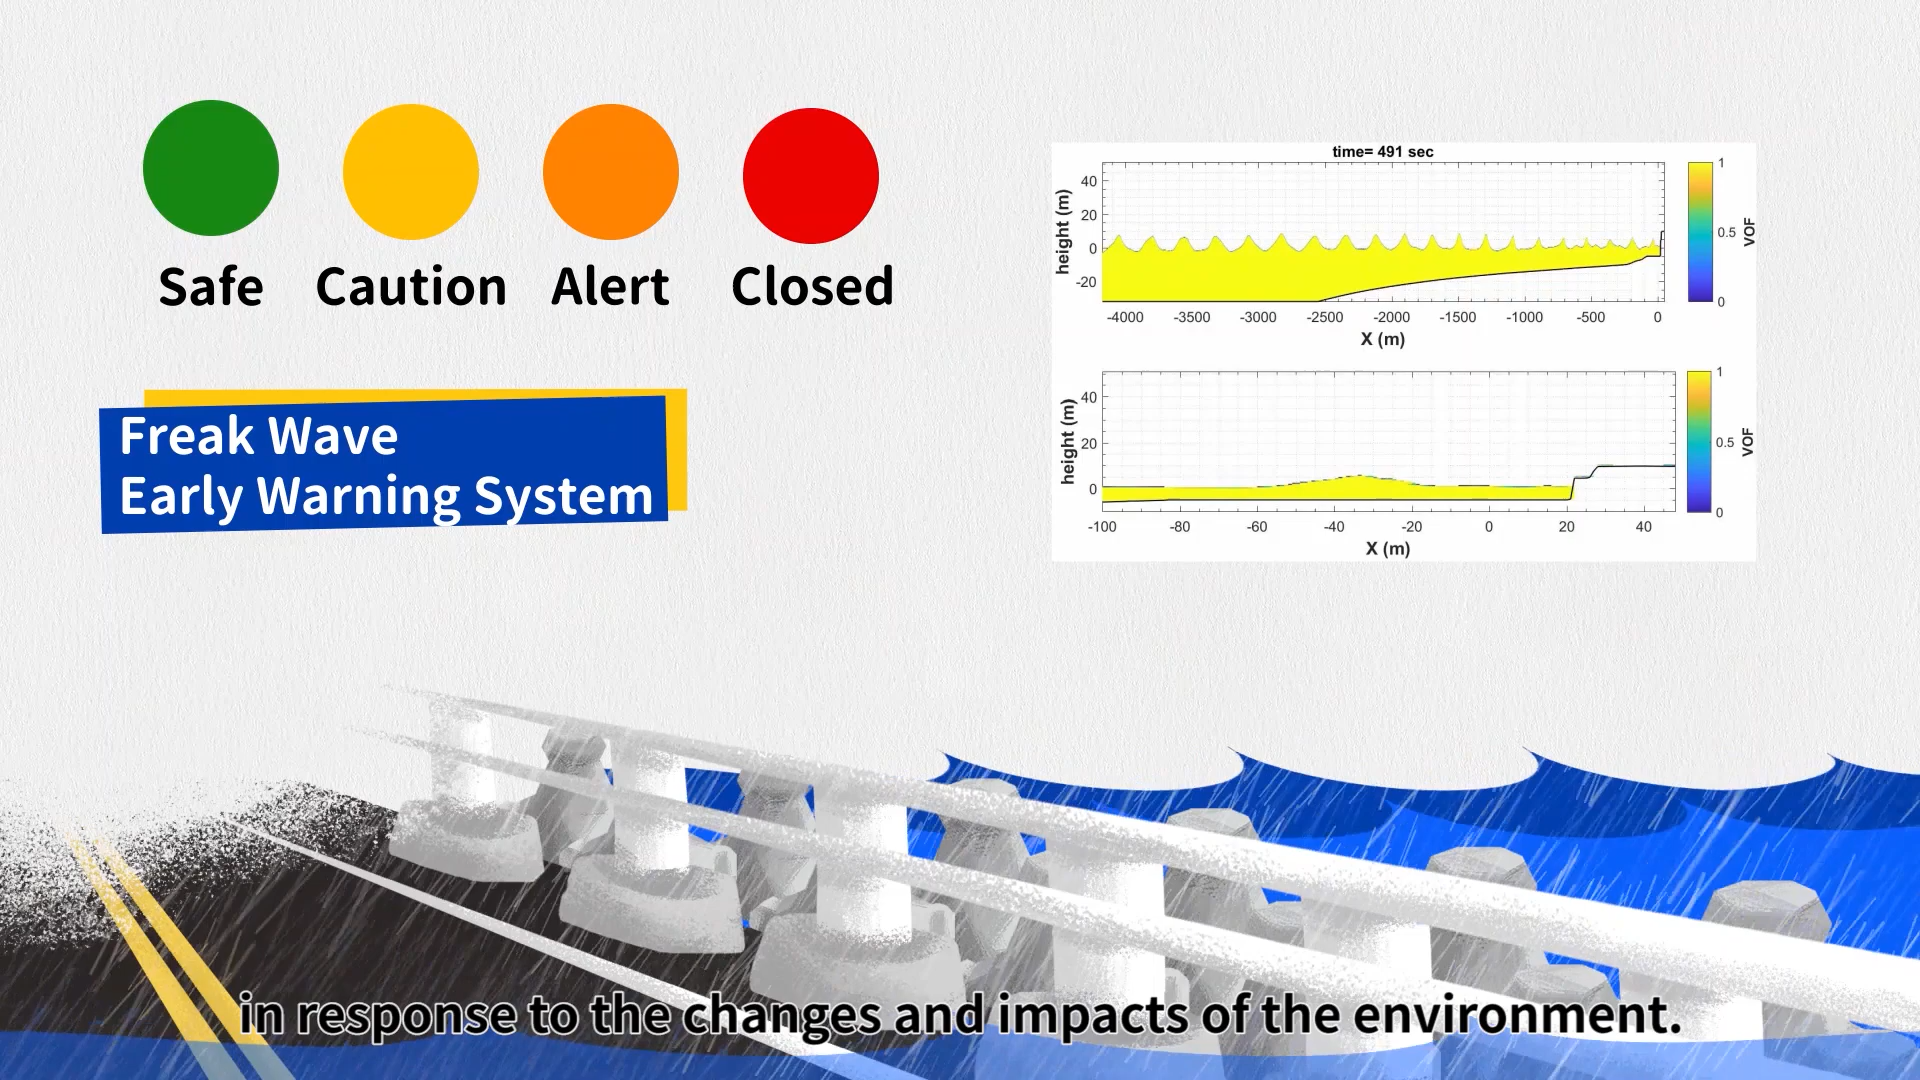 Safe Caution Alert Closed
Freak Wave
Early Warning System
time= 491 sec
height (m)
40
20
0
-20
-4000 -3500 -3000 -2500 -2000 -1500 -1000 -500 0
X (m)
1
0.5
0
VOF
height (m)
40
20
0
-100 -80 -60 -40 -20 0 20 40
X (m)
1
0.5
0
VOF
in response to the changes and impacts of the environment.